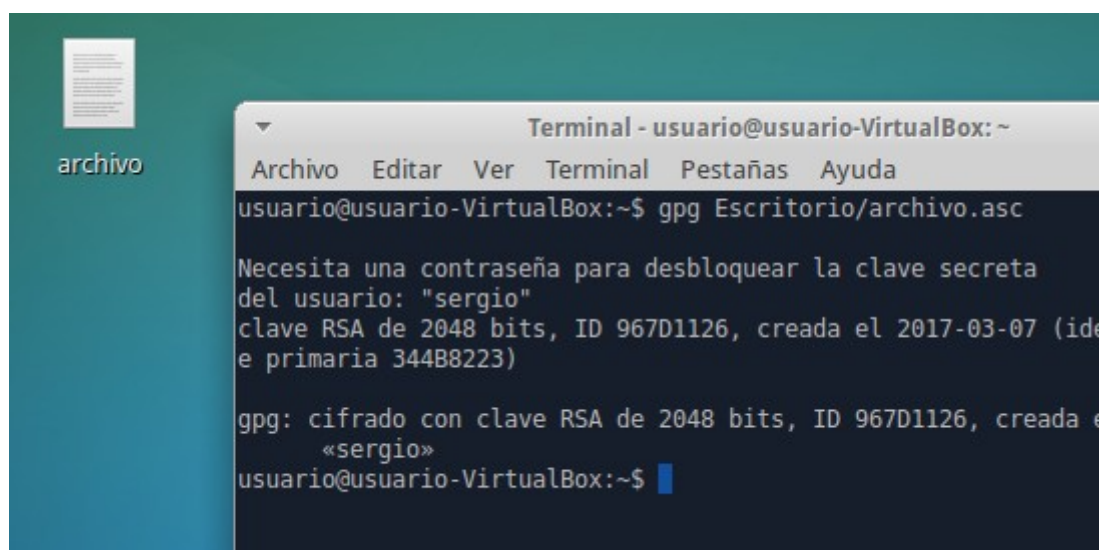 archivo
Terminal - usuario@usuario-VirtualBox: ~
Archivo Editar Ver Terminal Pestañas Ayuda
usuario@usuario-VirtualBox:~$ gpg Escritorio/archivo.asc
Necesita una contraseña para desbloquear la clave secreta
del usuario: "sergio"
clave RSA de 2048 bits, ID 967D1126, creada el 2017-03-07 (ide
e primaria 344B8223)
gpg: cifrado con clave RSA de 2048 bits, ID 967D1126, creada e
«sergio»
usuario@usuario-VirtualBox:~$